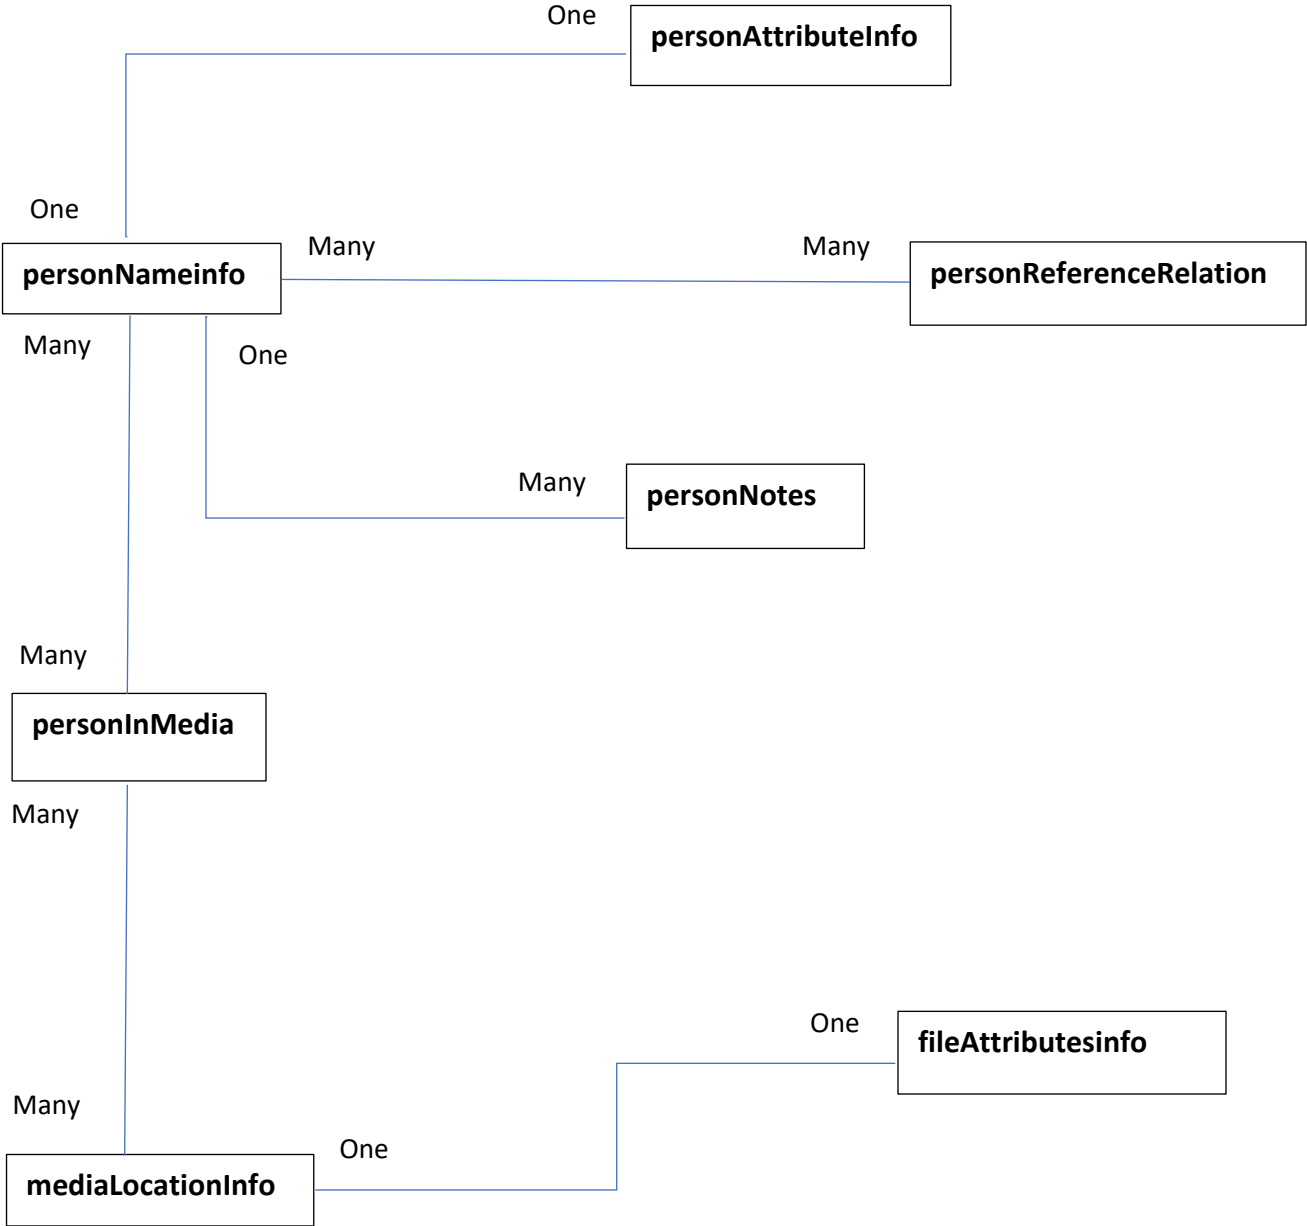 One
personAttributeInfo
One
personNameinfo
Many
Many
personReferenceRelation
Many
One
Many
personNotes
Many
personInMedia
Many
One
fileAttributesinfo
Many
One
mediaLocationInfo